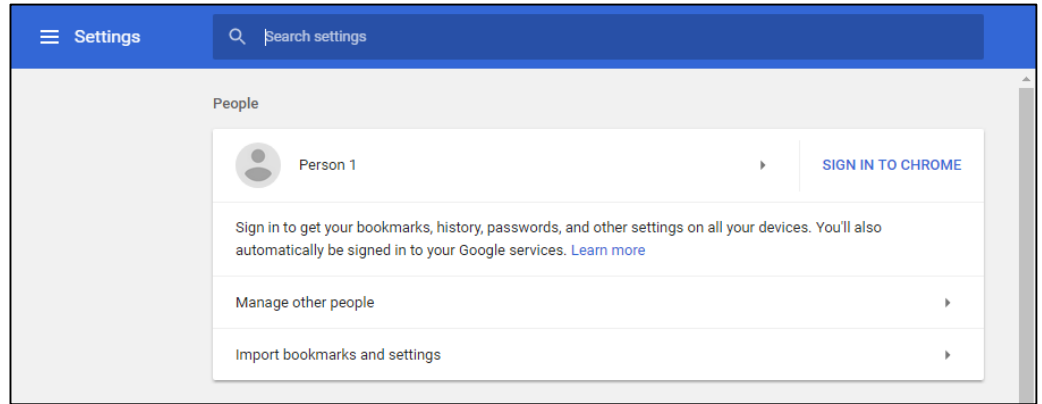 Settings
Search settings
People
Person 1
SIGN IN TO CHROME
Sign in to get your bookmarks, history, passwords, and other settings on all your devices. You'll also
automatically be signed in to your Google services. Learn more
Manage other people
Import bookmarks and settings